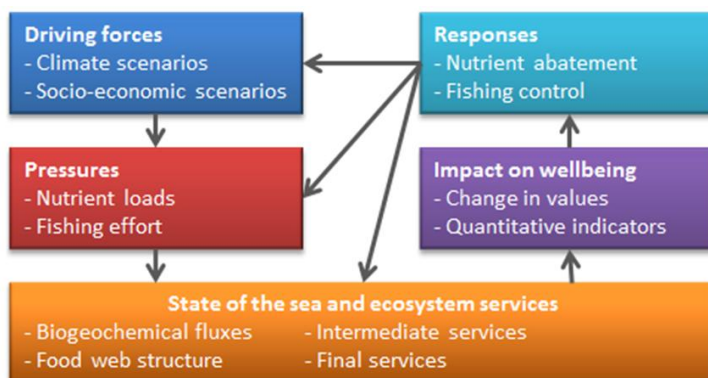 Driving forces
- Climate scenarios
- Socio-economic scenarios
Responses
- Nutrient abatement
- Fishing control
Pressures
- Nutrient loads
- Fishing effort
Impact on wellbeing
- Change in values
- Quantitative indicators
State of the sea and ecosystem services
- Biogeochemical fluxes
- Food web structure
- Intermediate services
- Final services